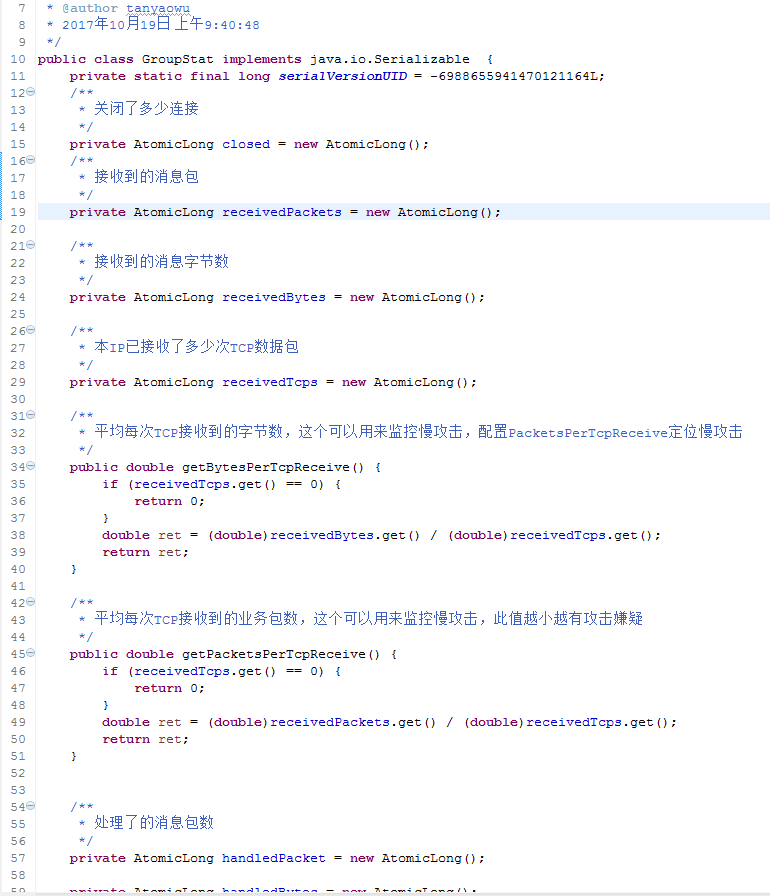 7 * @author tanyaowu
8 * 2017年10月19日 上午9:40:48
9 */
10 public class GroupStat implements java.io.Serializable {
11 private static final long serialVersionUID = -6988655941470121164L;
12 /**
13 * 关闭了多少连接
14 */
15 private AtomicLong closed = new AtomicLong();
16 /**
17 * 接收到的消息包
18 */
19 private AtomicLong receivedPackets = new AtomicLong();
20
21 /**
22 * 接收到的消息字节数
23 */
24 private AtomicLong receivedBytes = new AtomicLong();
25
26 /**
27 * 本IP已接收了多少次TCP数据包
28 */
29 private AtomicLong receivedTcps = new AtomicLong();
30
31 /**
32 * 平均每次TCP接收到的字节数，这个可以用来监控慢攻击，配置PacketsPerTcpReceive定位慢攻击
33 */
34 public double getBytesPerTcpReceive() {
35 if (receivedTcps.get() == 0) {
36 return 0;
37 }
38 double ret = (double)receivedBytes.get() / (double)receivedTcps.get();
39 return ret;
40 }
41
42 /**
43 * 平均每次TCP接收到的业务包数，这个可以用来监控慢攻击，此值越小越有攻击嫌疑
44 */
45 public double getPacketsPerTcpReceive() {
46 if (receivedTcps.get() == 0) {
47 return 0;
48 }
49 double ret = (double)receivedPackets.get() / (double)receivedTcps.get();
50 return ret;
51 }
52
53
54 /**
55 * 处理了的消息包数
56 */
57 private AtomicLong handledPacket = new AtomicLong();
58
59 private AtomicLong handledBytes = new AtomicLong();